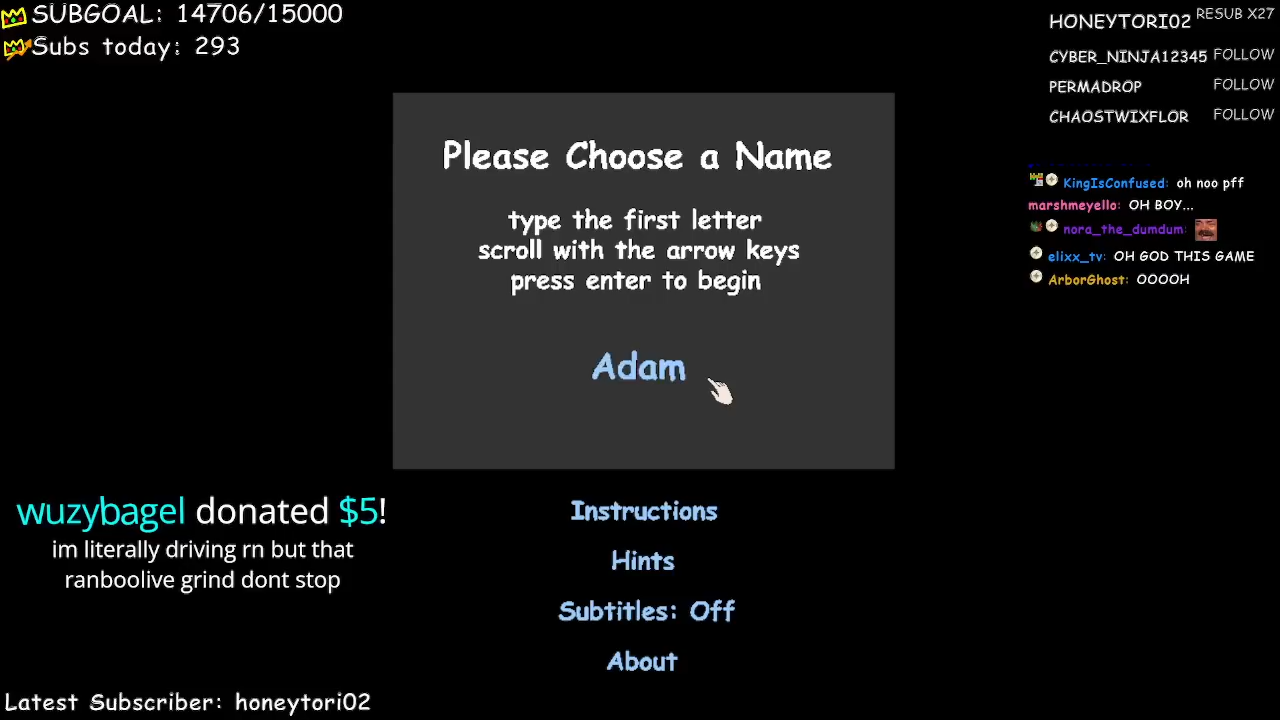 SUBGOAL: 14706/15000
Subs today: 293
HONEYTORI02 RESUB X27
CYBER_NINJA12345 FOLLOW
PERMADROP FOLLOW
CHAOSTWIXFLOR FOLLOW
KingIsConfused: oh noo pff
marshmeyello: OH BOY...
nora_the_dumdum:
elixx_tv: OH GOD THIS GAME
ArborGhost: OOOOH
Please Choose a Name
type the first letter
scroll with the arrow keys
press enter to begin
Adam
wuzybagel donated $5!
im literally driving rn but that
ranboolive grind dont stop
Instructions
Hints
Subtitles: Off
About
Latest Subscriber: honeytori02